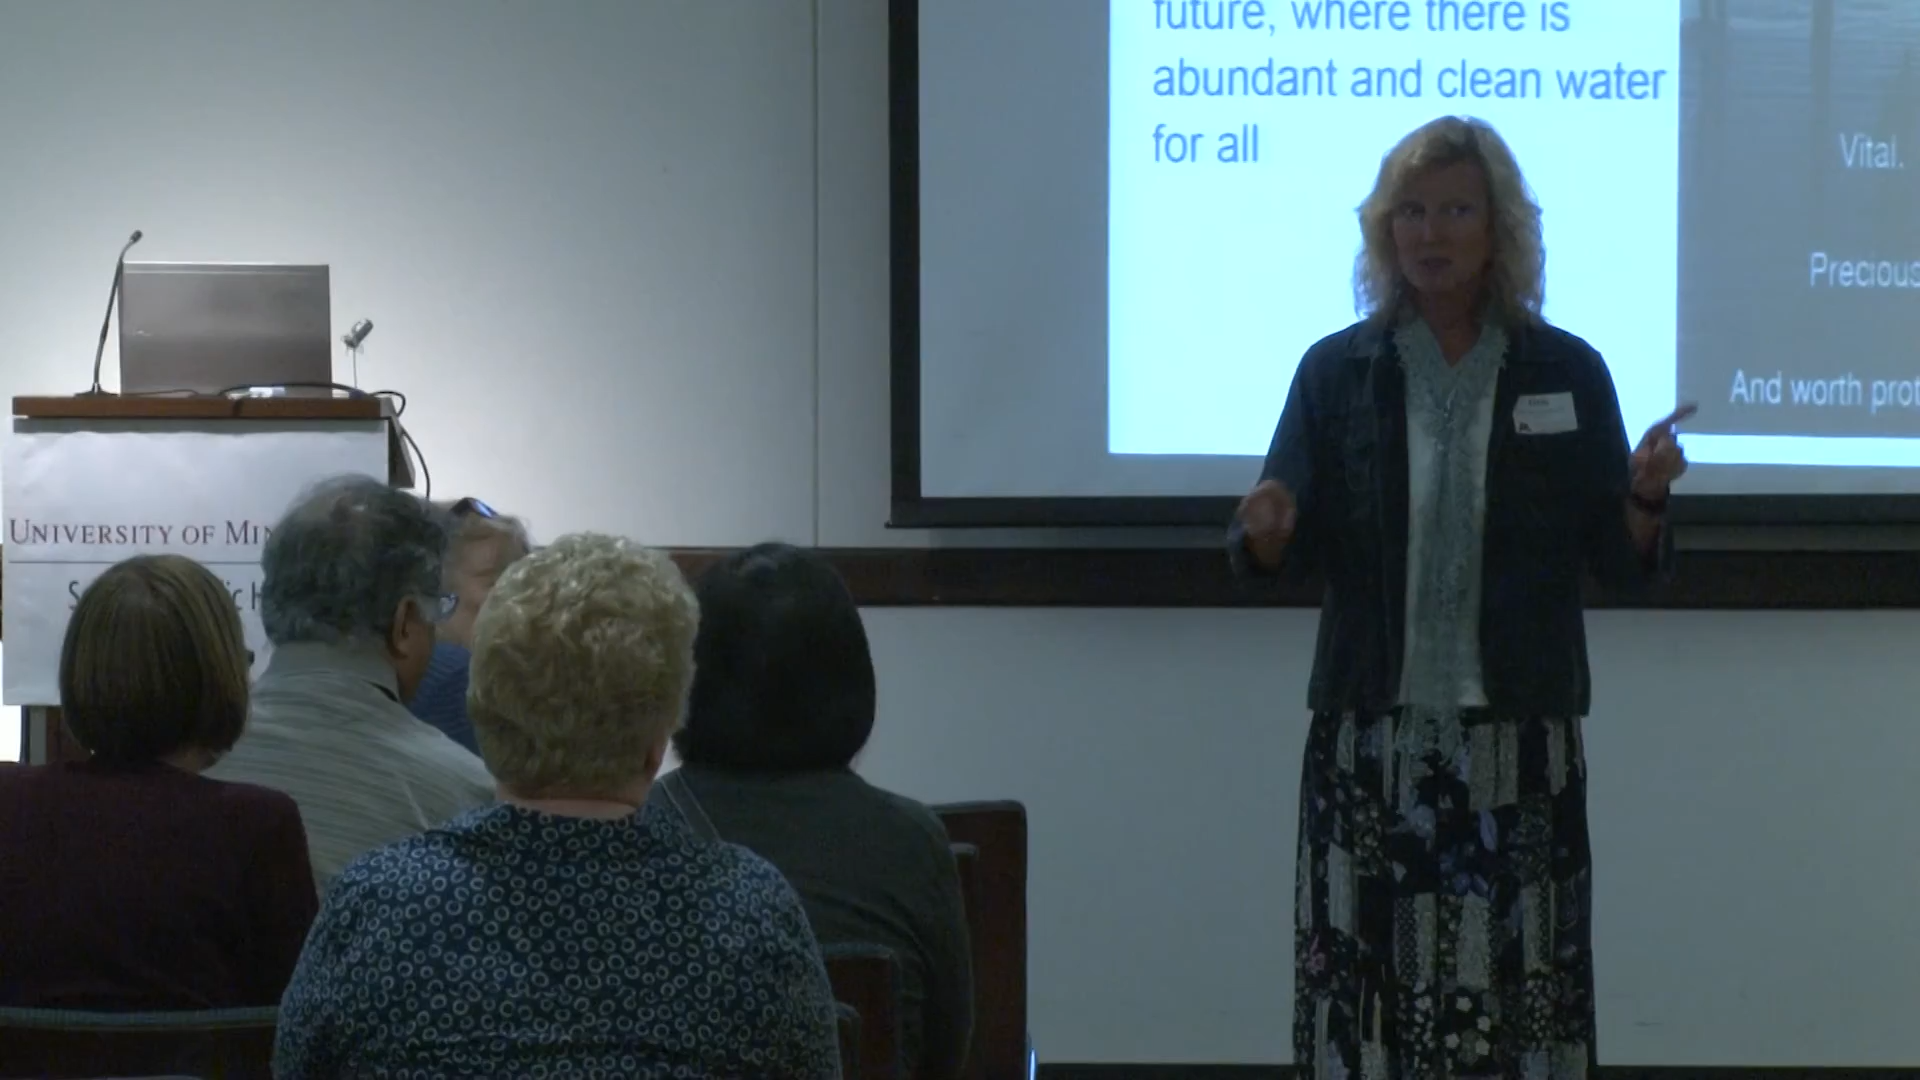 future, where there is
abundant and clean water
for all
Vital.
Precious
And worth prot
UNIVERSITY OF MIN